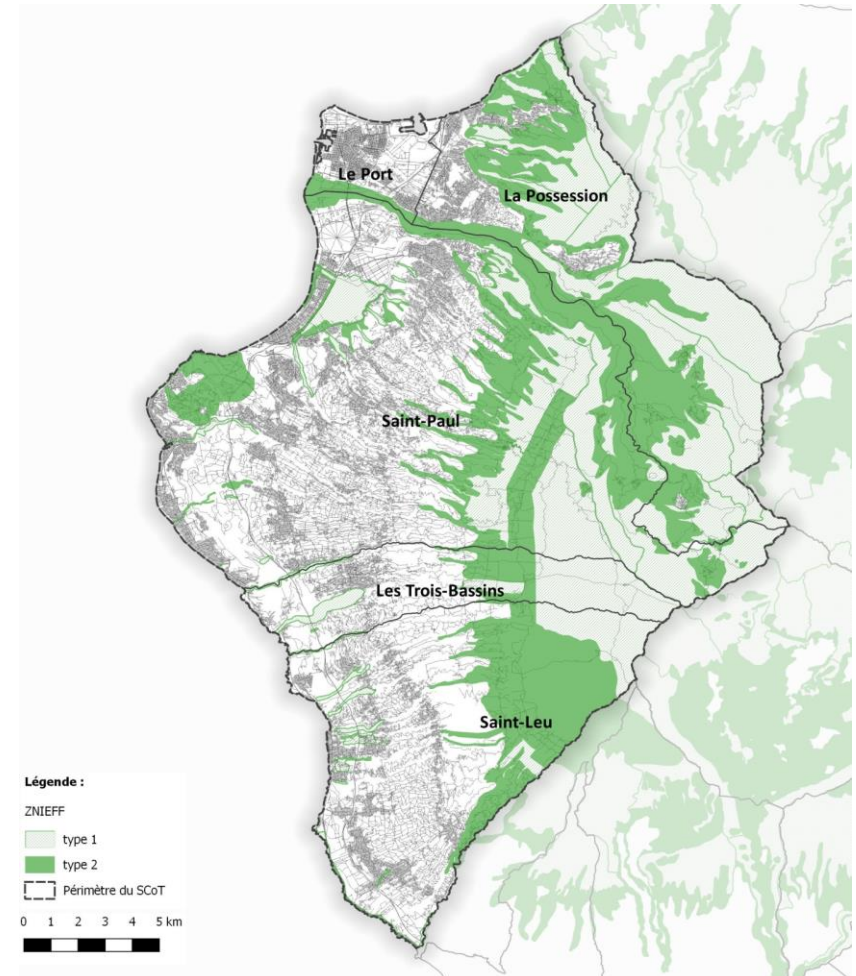 Le Port
La Possession
Saint-Paul
Les Trois-Bassins
Saint-Leu
Légende :
ZNIEFF
type 1
type 2
Périmètre du SCoT
0 1 2 3 4 5 km